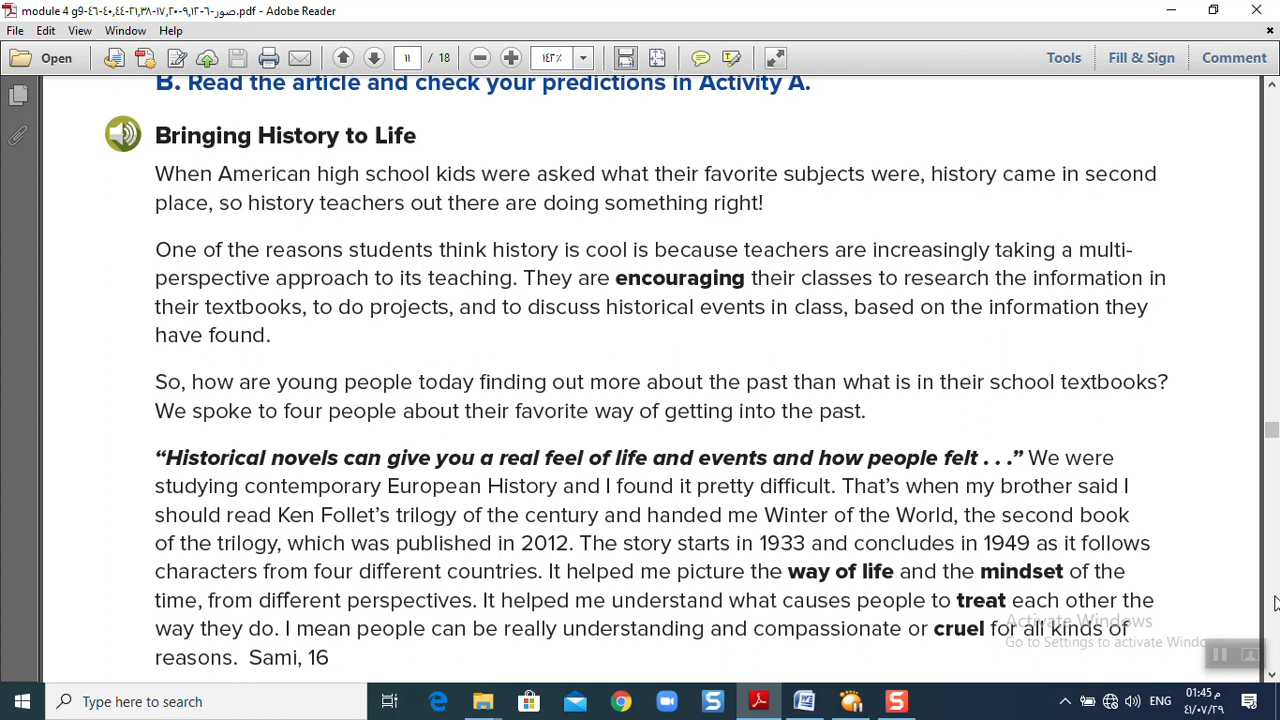 module 4 g9-٤٦-٤٠,٤٤,٢١,٣٨-١٧,٢٠-٩,١٢,٦-صور.pdf - Adobe Reader
File Edit View Window Help
Open ١١ / 18 ١٤٣٪ Tools Fill & Sign Comment
B. Read the article and check your predictions in Activity A.
Bringing History to Life
When American high school kids were asked what their favorite subjects were, history came in second
place, so history teachers out there are doing something right!
One of the reasons students think history is cool is because teachers are increasingly taking a multi-
perspective approach to its teaching. They are encouraging their classes to research the information in
their textbooks, to do projects, and to discuss historical events in class, based on the information they
have found.
So, how are young people today finding out more about the past than what is in their school textbooks?
We spoke to four people about their favorite way of getting into the past.
“Historical novels can give you a real feel of life and events and how people felt . . .” We were
studying contemporary European History and I found it pretty difficult. That’s when my brother said I
should read Ken Follet’s trilogy of the century and handed me Winter of the World, the second book
of the trilogy, which was published in 2012. The story starts in 1933 and concludes in 1949 as it follows
characters from four different countries. It helped me picture the way of life and the mindset of the
time, from different perspectives. It helped me understand what causes people to treat each other the
way they do. I mean people can be really understanding and compassionate or cruel for all kinds of
reasons. Sami, 16
Activate Windows
Go to Settings to activate Windows.
Type here to search
ENG
01:45 م
٤١/٠٧/٢٩